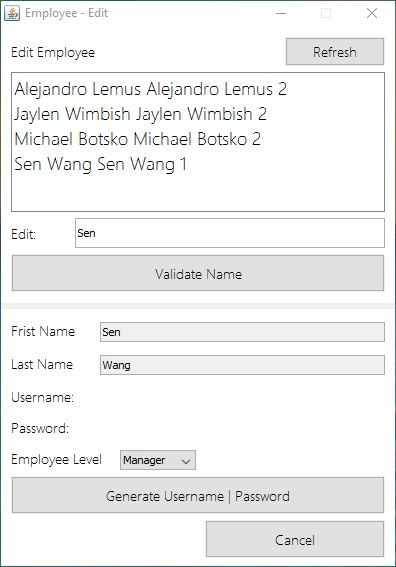 Employee - Edit
Edit Employee Refresh
Alejandro Lemus Alejandro Lemus 2
Jaylen Wimbish Jaylen Wimbish 2
Michael Botsko Michael Botsko 2
Sen Wang Sen Wang 1
Edit: Sen
Validate Name
Frist Name Sen
Last Name Wang
Username:
Password:
Employee Level Manager
Generate Username | Password
Cancel